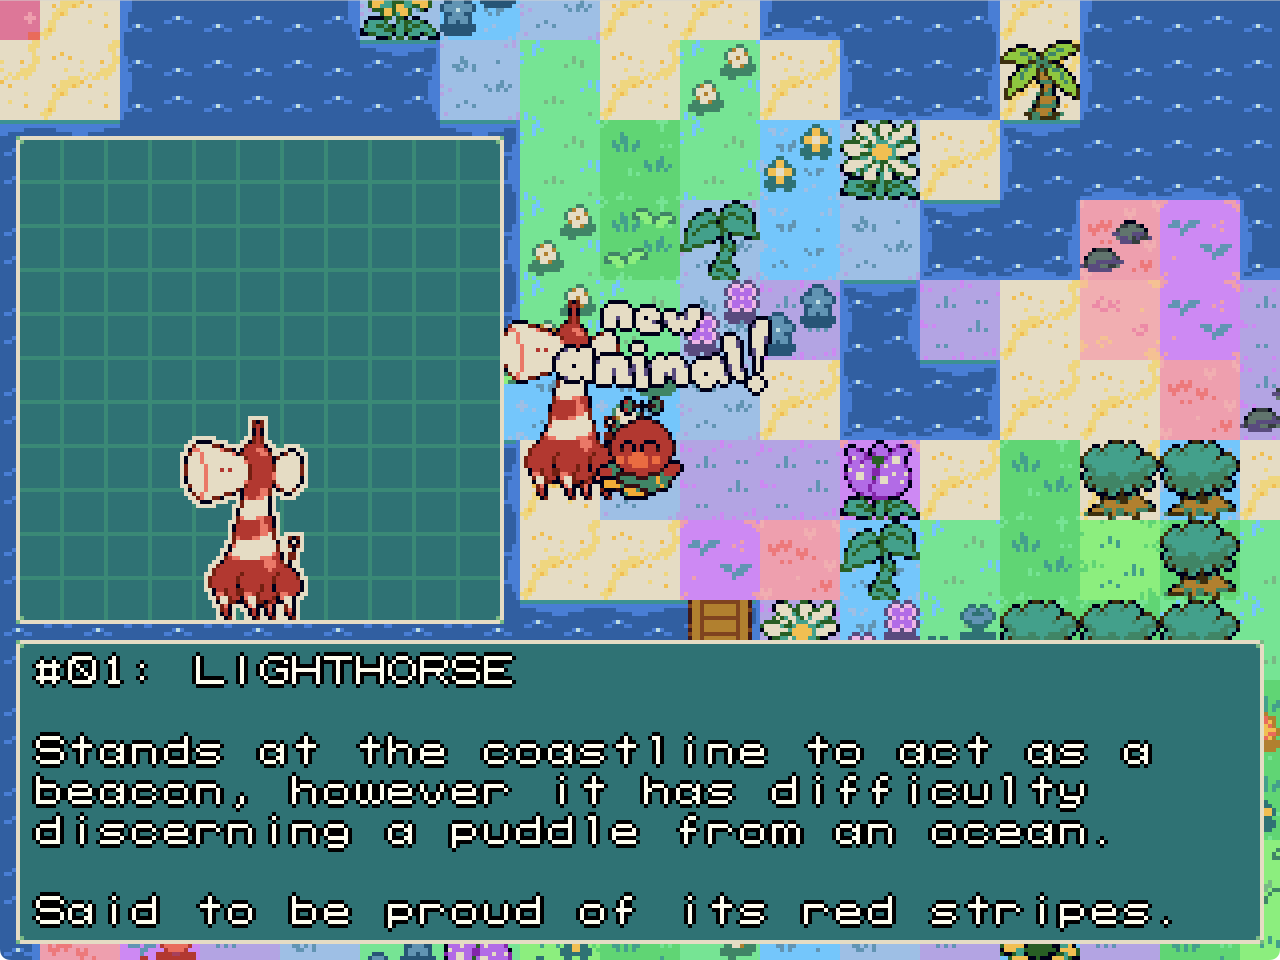 new
animal!
#01: LIGHTHORSE
Stands at the coastline to act as a
beacon, however it has difficulty
discerning a puddle from an ocean.
Said to be proud of its red stripes.